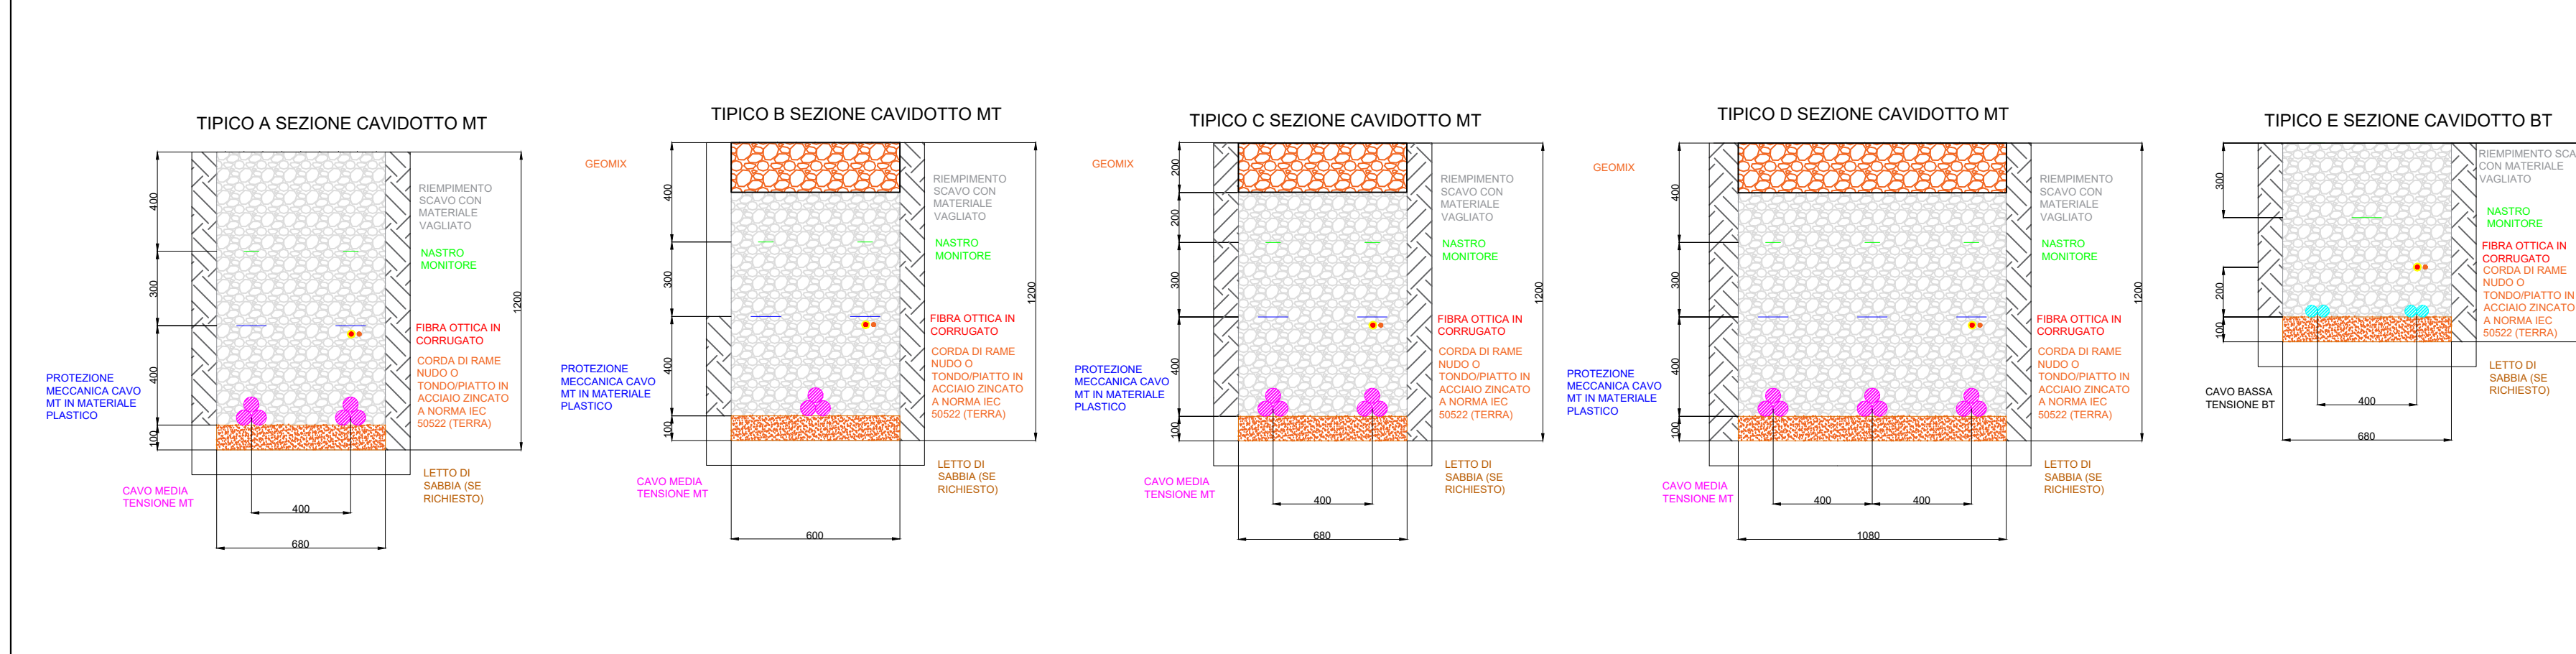 TIPICO A SEZIONE CAVIDOTTO MT
400
300
400
100
1200
RIEMPIMENTO
SCAVO CON
MATERIALE
VAGLIATO
NASTRO
MONITORE
FIBRA OTTICA IN
CORRUGATO
CORDA DI RAME
NUDO O
TONDO/PIATTO IN
ACCIAIO ZINCATO
A NORMA IEC
50522 (TERRA)
PROTEZIONE
MECCANICA CAVO
MT IN MATERIALE
PLASTICO
LETTO DI
SABBIA (SE
RICHIESTO)
CAVO MEDIA
TENSIONE MT
400
680
TIPICO B SEZIONE CAVIDOTTO MT
GEOMIX
400
300
400
100
1200
RIEMPIMENTO
SCAVO CON
MATERIALE
VAGLIATO
NASTRO
MONITORE
FIBRA OTTICA IN
CORRUGATO
CORDA DI RAME
NUDO O
TONDO/PIATTO IN
ACCIAIO ZINCATO
A NORMA IEC
50522 (TERRA)
PROTEZIONE
MECCANICA CAVO
MT IN MATERIALE
PLASTICO
LETTO DI
SABBIA (SE
RICHIESTO)
CAVO MEDIA
TENSIONE MT
600
TIPICO C SEZIONE CAVIDOTTO MT
GEOMIX
200
200
300
400
100
1200
RIEMPIMENTO
SCAVO CON
MATERIALE
VAGLIATO
NASTRO
MONITORE
FIBRA OTTICA IN
CORRUGATO
CORDA DI RAME
NUDO O
TONDO/PIATTO IN
ACCIAIO ZINCATO
A NORMA IEC
50522 (TERRA)
PROTEZIONE
MECCANICA CAVO
MT IN MATERIALE
PLASTICO
LETTO DI
SABBIA (SE
RICHIESTO)
CAVO MEDIA
TENSIONE MT
400
680
TIPICO D SEZIONE CAVIDOTTO MT
GEOMIX
400
300
400
100
1200
RIEMPIMENTO
SCAVO CON
MATERIALE
VAGLIATO
NASTRO
MONITORE
FIBRA OTTICA IN
CORRUGATO
CORDA DI RAME
NUDO O
TONDO/PIATTO IN
ACCIAIO ZINCATO
A NORMA IEC
50522 (TERRA)
PROTEZIONE
MECCANICA CAVO
MT IN MATERIALE
PLASTICO
LETTO DI
SABBIA (SE
RICHIESTO)
CAVO MEDIA
TENSIONE MT
400
400
1080
TIPICO E SEZIONE CAVIDOTTO BT
300
200
100
RIEMPIMENTO SCA
CON MATERIALE
VAGLIATO
NASTRO
MONITORE
FIBRA OTTICA IN
CORRUGATO
CORDA DI RAME
NUDO O
TONDO/PIATTO IN
ACCIAIO ZINCATO
A NORMA IEC
50522 (TERRA)
LETTO DI
SABBIA (SE
RICHIESTO)
CAVO BASSA
TENSIONE BT
400
680